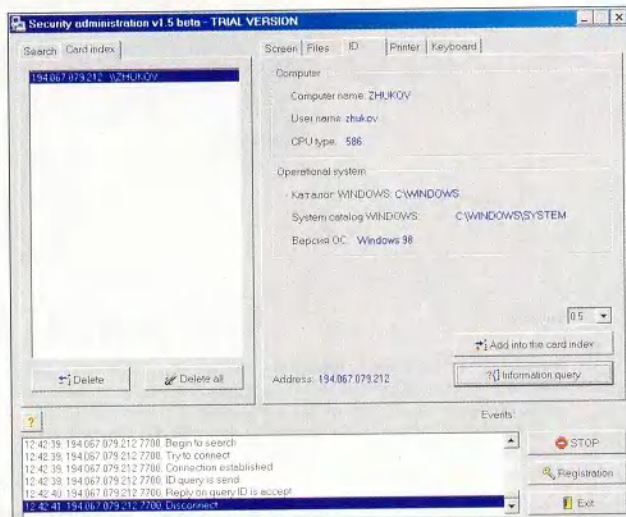 Security administration v1.5 beta - TRIAL VERSION
Search Card index
194.067.079.212 \\ZHUKOV
Delete
Delete all
Screen Files ID Printer Keyboard
Computer
Computer name: ZHUKOV
User name: zhukov
CPU type: 586
Operational system
Каталог WINDOWS: C:\WINDOWS
System catalog WINDOWS: C:\WINDOWS\SYSTEM
Версия ОС: Windows 98
0.5
Add into the card index
Address: 194.067.079.212
?{} Information query
?
Events:
12:42:39. 194.067.079.212:7700. Begin to search
12:42:39. 194.067.079.212:7700. Try to connect
12:42:39. 194.067.079.212:7700. Connection established
12:42:39. 194.067.079.212:7700. ID query is send
12:42:40. 194.067.079.212:7700. Reply on query ID is accept
12:42:41. 194.067.079.212:7700. Disconnect
STOP
Registration
Exit